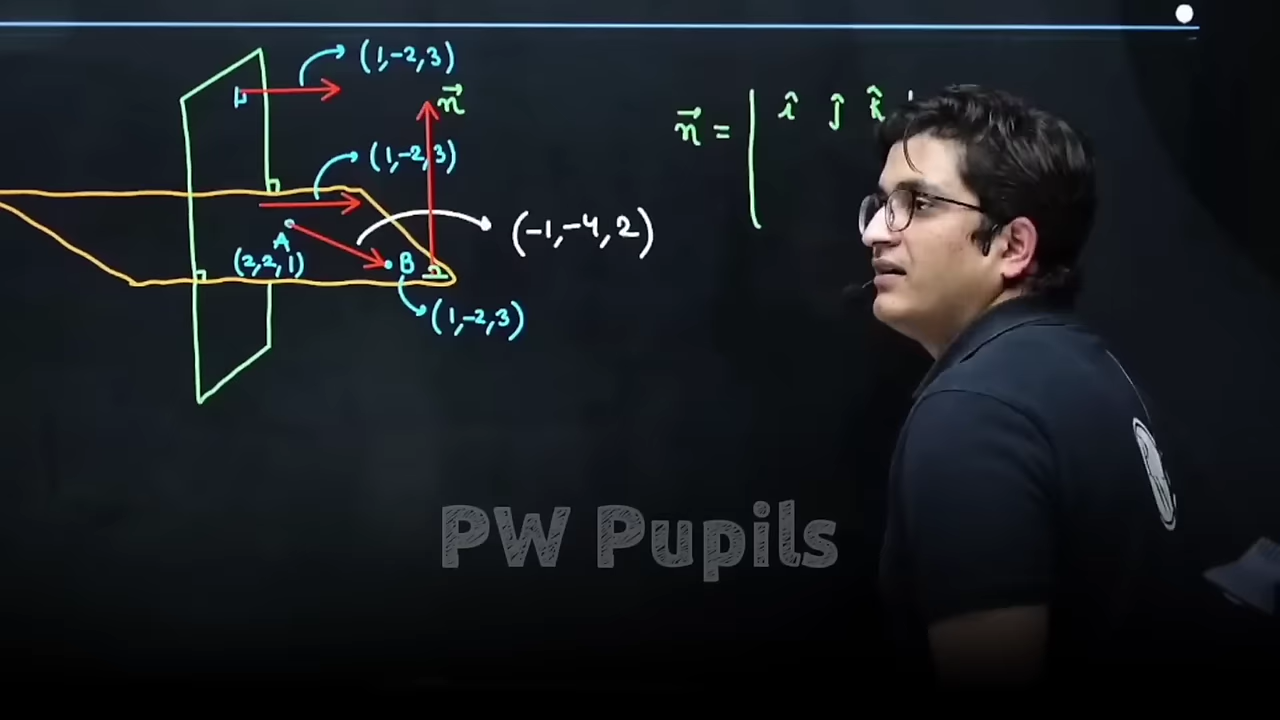 (1,-2,3)
n⃗
(1,-2,3)
A
(2,2,1)
B
(1,-2,3)
(-1,-4,2)
n⃗ = | î ĵ k̂ |
PW Pupils